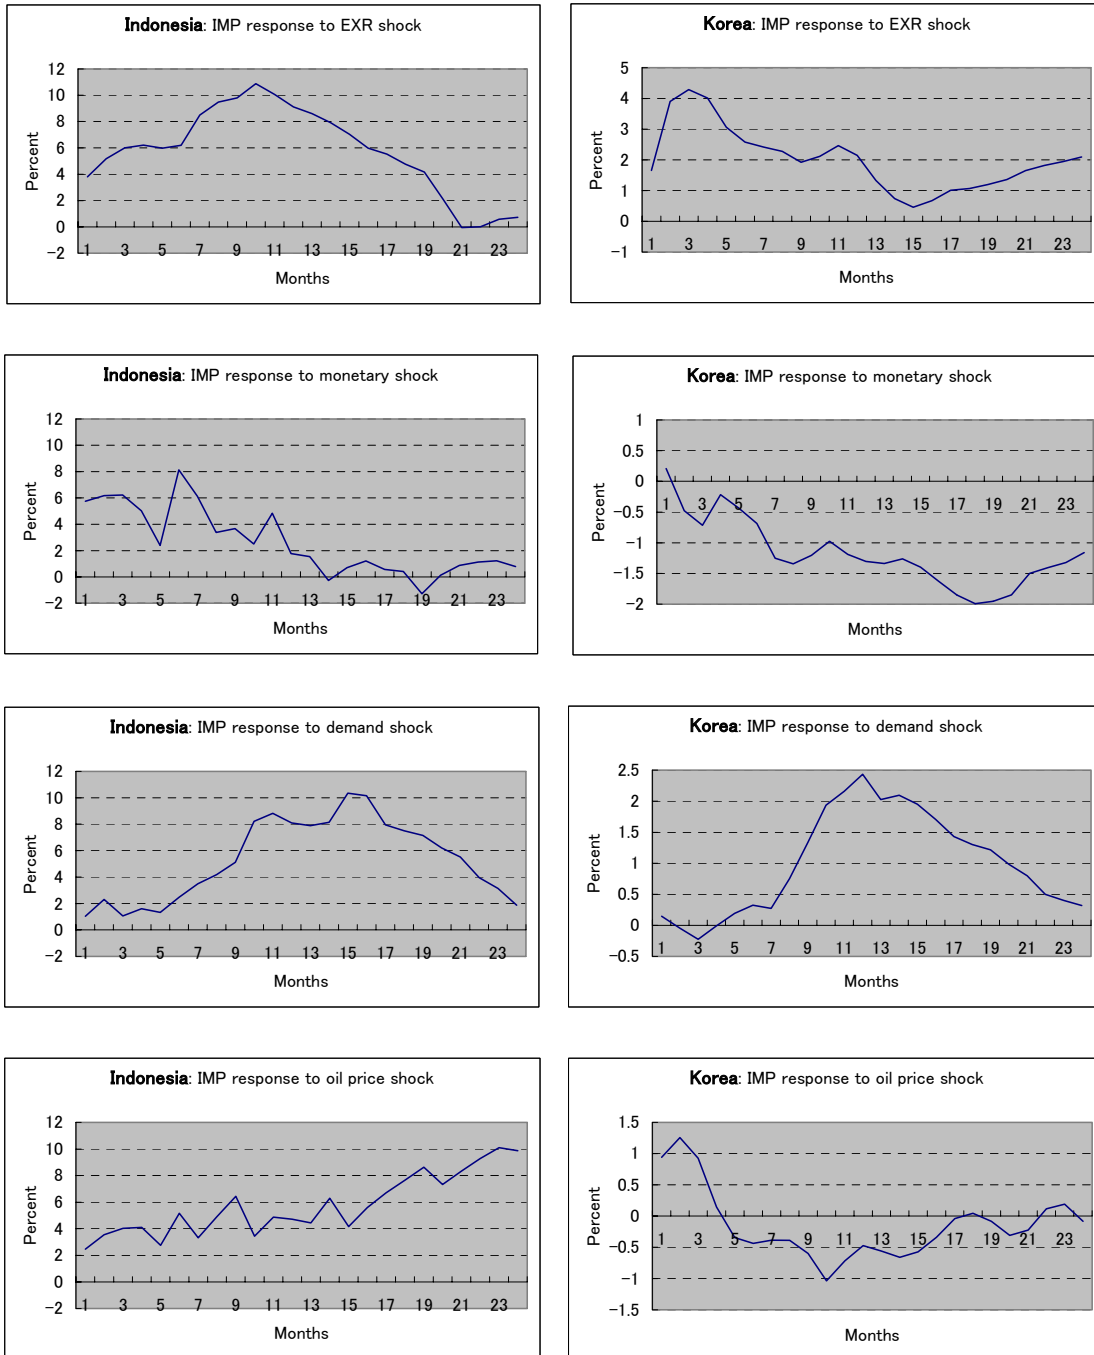 Indonesia: IMP response to EXR shock
12
10
8
6
4
2
0
−2
Percent
1 3 5 7 9 11 13 15 17 19 21 23
Months
Korea: IMP response to EXR shock
5
4
3
2
1
0
−1
Percent
1 3 5 7 9 11 13 15 17 19 21 23
Months
Indonesia: IMP response to monetary shock
12
10
8
6
4
2
0
−2
Percent
1 3 5 7 9 11 13 15 17 19 21 23
Months
Korea: IMP response to monetary shock
1
0.5
0
−0.5
−1
−1.5
−2
Percent
1 3 5 7 9 11 13 15 17 19 21 23
Months
Indonesia: IMP response to demand shock
12
10
8
6
4
2
0
−2
Percent
1 3 5 7 9 11 13 15 17 19 21 23
Months
Korea: IMP response to demand shock
2.5
2
1.5
1
0.5
0
−0.5
Percent
1 3 5 7 9 11 13 15 17 19 21 23
Months
Indonesia: IMP response to oil price shock
12
10
8
6
4
2
0
−2
Percent
1 3 5 7 9 11 13 15 17 19 21 23
Months
Korea: IMP response to oil price shock
1.5
1
0.5
0
−0.5
−1
−1.5
Percent
1 3 5 7 9 11 13 15 17 19 21 23
Months